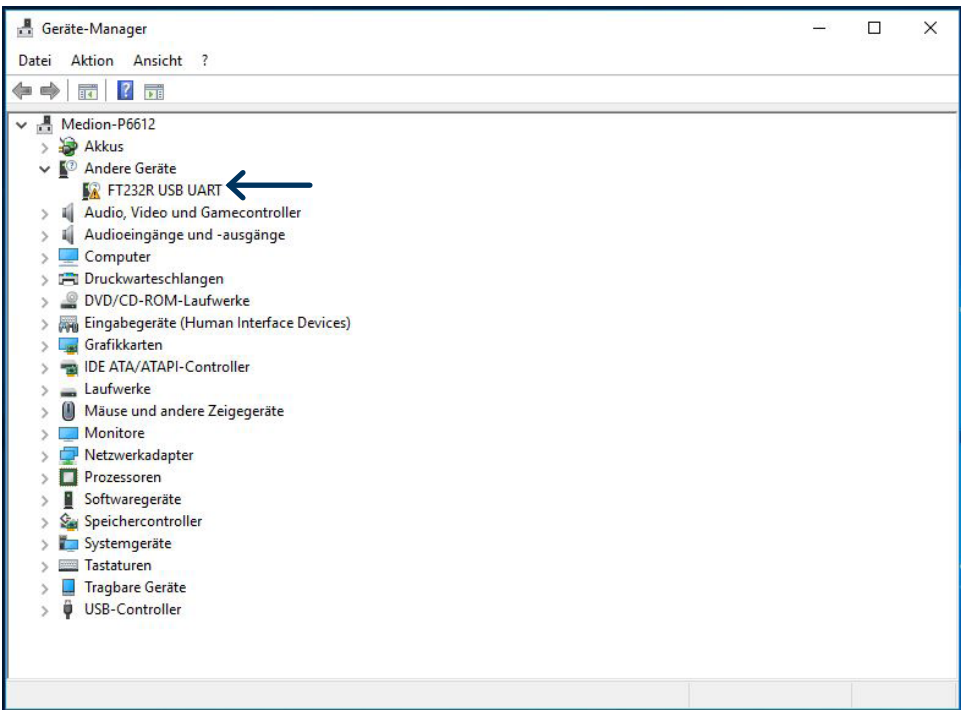 Geräte-Manager
Datei Aktion Ansicht ?
Medion-P6612
Akkus
Andere Geräte
FT232R USB UART
Audio, Video und Gamecontroller
Audioeingänge und -ausgänge
Computer
Druckwarteschlangen
DVD/CD-ROM-Laufwerke
Eingabegeräte (Human Interface Devices)
Grafikkarten
IDE ATA/ATAPI-Controller
Laufwerke
Mäuse und andere Zeigegeräte
Monitore
Netzwerkadapter
Prozessoren
Softwaregeräte
Speichercontroller
Systemgeräte
Tastaturen
Tragbare Geräte
USB-Controller